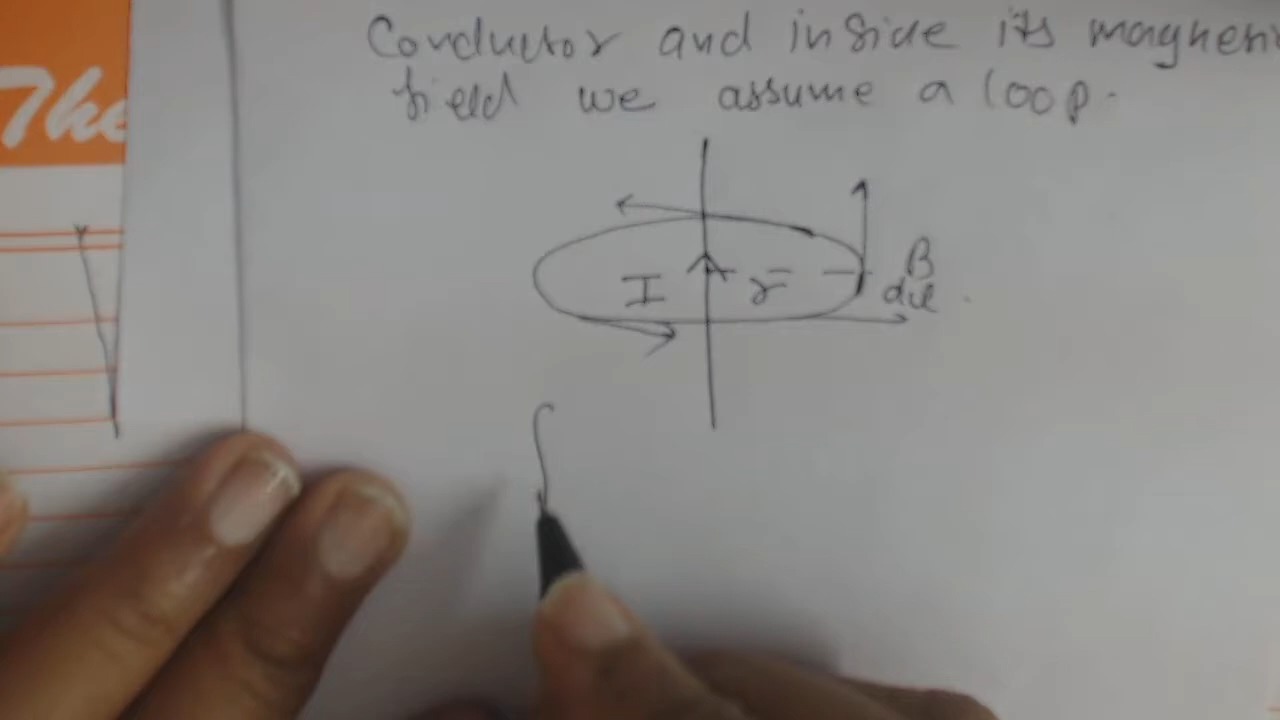 The
Conductor and inside its magneti
field we assume a loop.
B
I r
dl